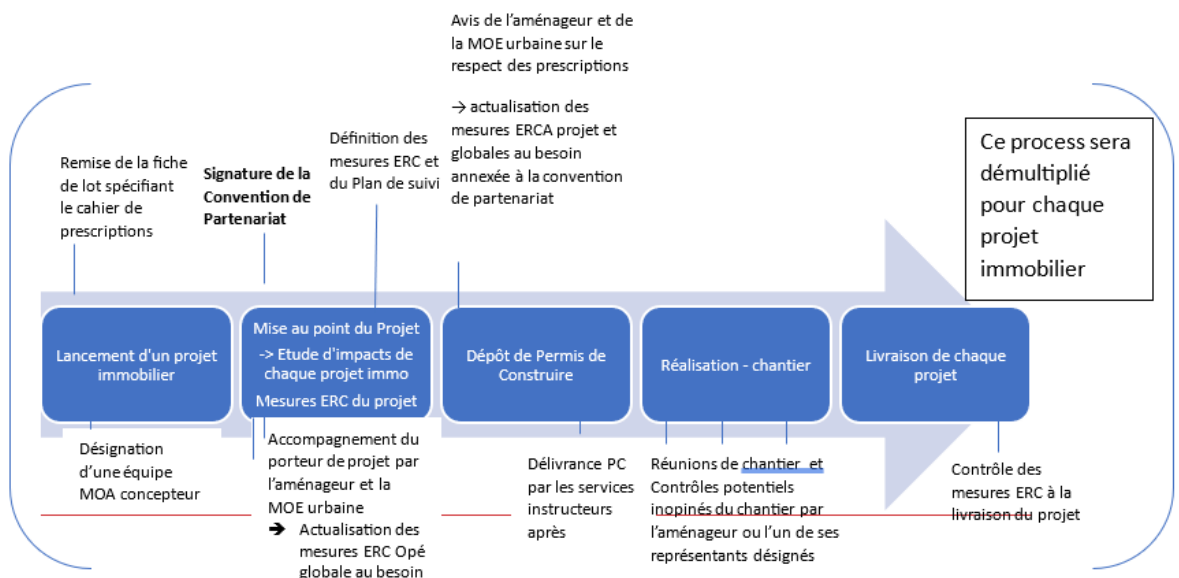 Avis de l'aménageur et de
la MOE urbaine sur le
respect des prescriptions
→ actualisation des
mesures ERCA projet et
globales au besoin
annexée à la convention
de partenariat
Définition des
mesures ERC et
du Plan de suivi
Remise de la fiche
de lot spécifiant
le cahier de
prescriptions
Signature de la
Convention de
Partenariat
Ce process sera
démultiplié
pour chaque
projet
immobilier
Lancement d'un projet
immobilier
Mise au point du Projet
-> Etude d'impacts de
chaque projet immo
Mesures ERC du projet
Dépôt de Permis de
Construire
Réalisation - chantier
Livraison de chaque
projet
Désignation
d'une équipe
MOA concepteur
Accompagnement du
porteur de projet par
l'aménageur et la
MOE urbaine
➔ Actualisation des
mesures ERC Opé
globale au besoin
Délivrance PC
par les services
instructeurs
après
Réunions de chantier et
Contrôles potentiels
inopinés du chantier par
l'aménageur ou l'un de ses
représentants désignés
Contrôle des
mesures ERC à la
livraison du projet